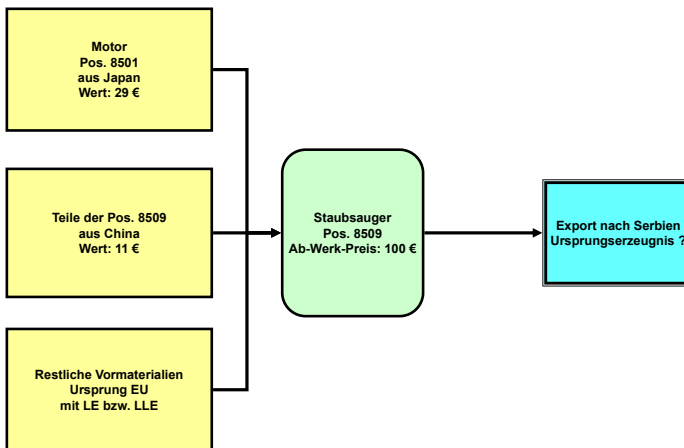 Motor
Pos. 8501
aus Japan
Wert: 29 €
Teile der Pos. 8509
aus China
Wert: 11 €
Restliche Vormaterialien
Ursprung EU
mit LE bzw. LLE
Staubsauger
Pos. 8509
Ab-Werk-Preis: 100 €
Export nach Serbien
Ursprungserzeugnis ?